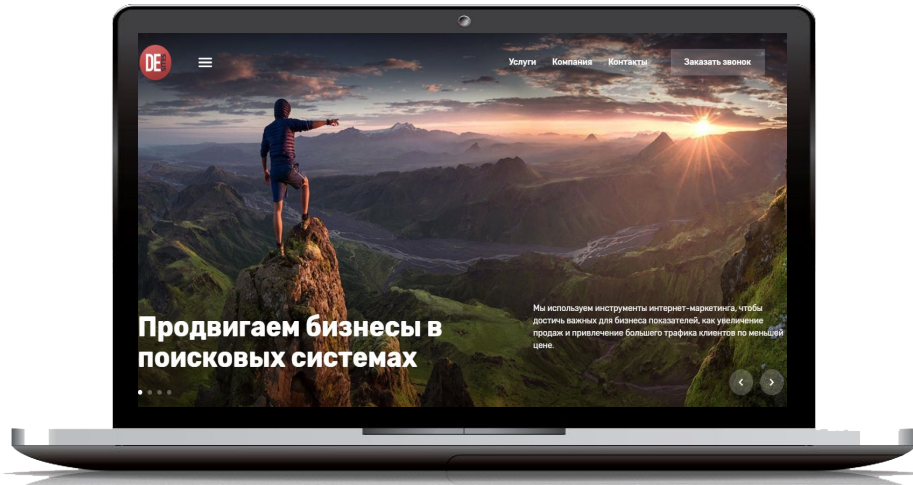 DE
Услуги Компания Контакты Заказать звонок
Мы используем инструменты интернет-маркетинга, чтобы
достичь важных для бизнеса показателей, как увеличение
продаж и привлечение большего трафика клиентов по меньшей
цене.
Продвигаем бизнесы в
поисковых системах